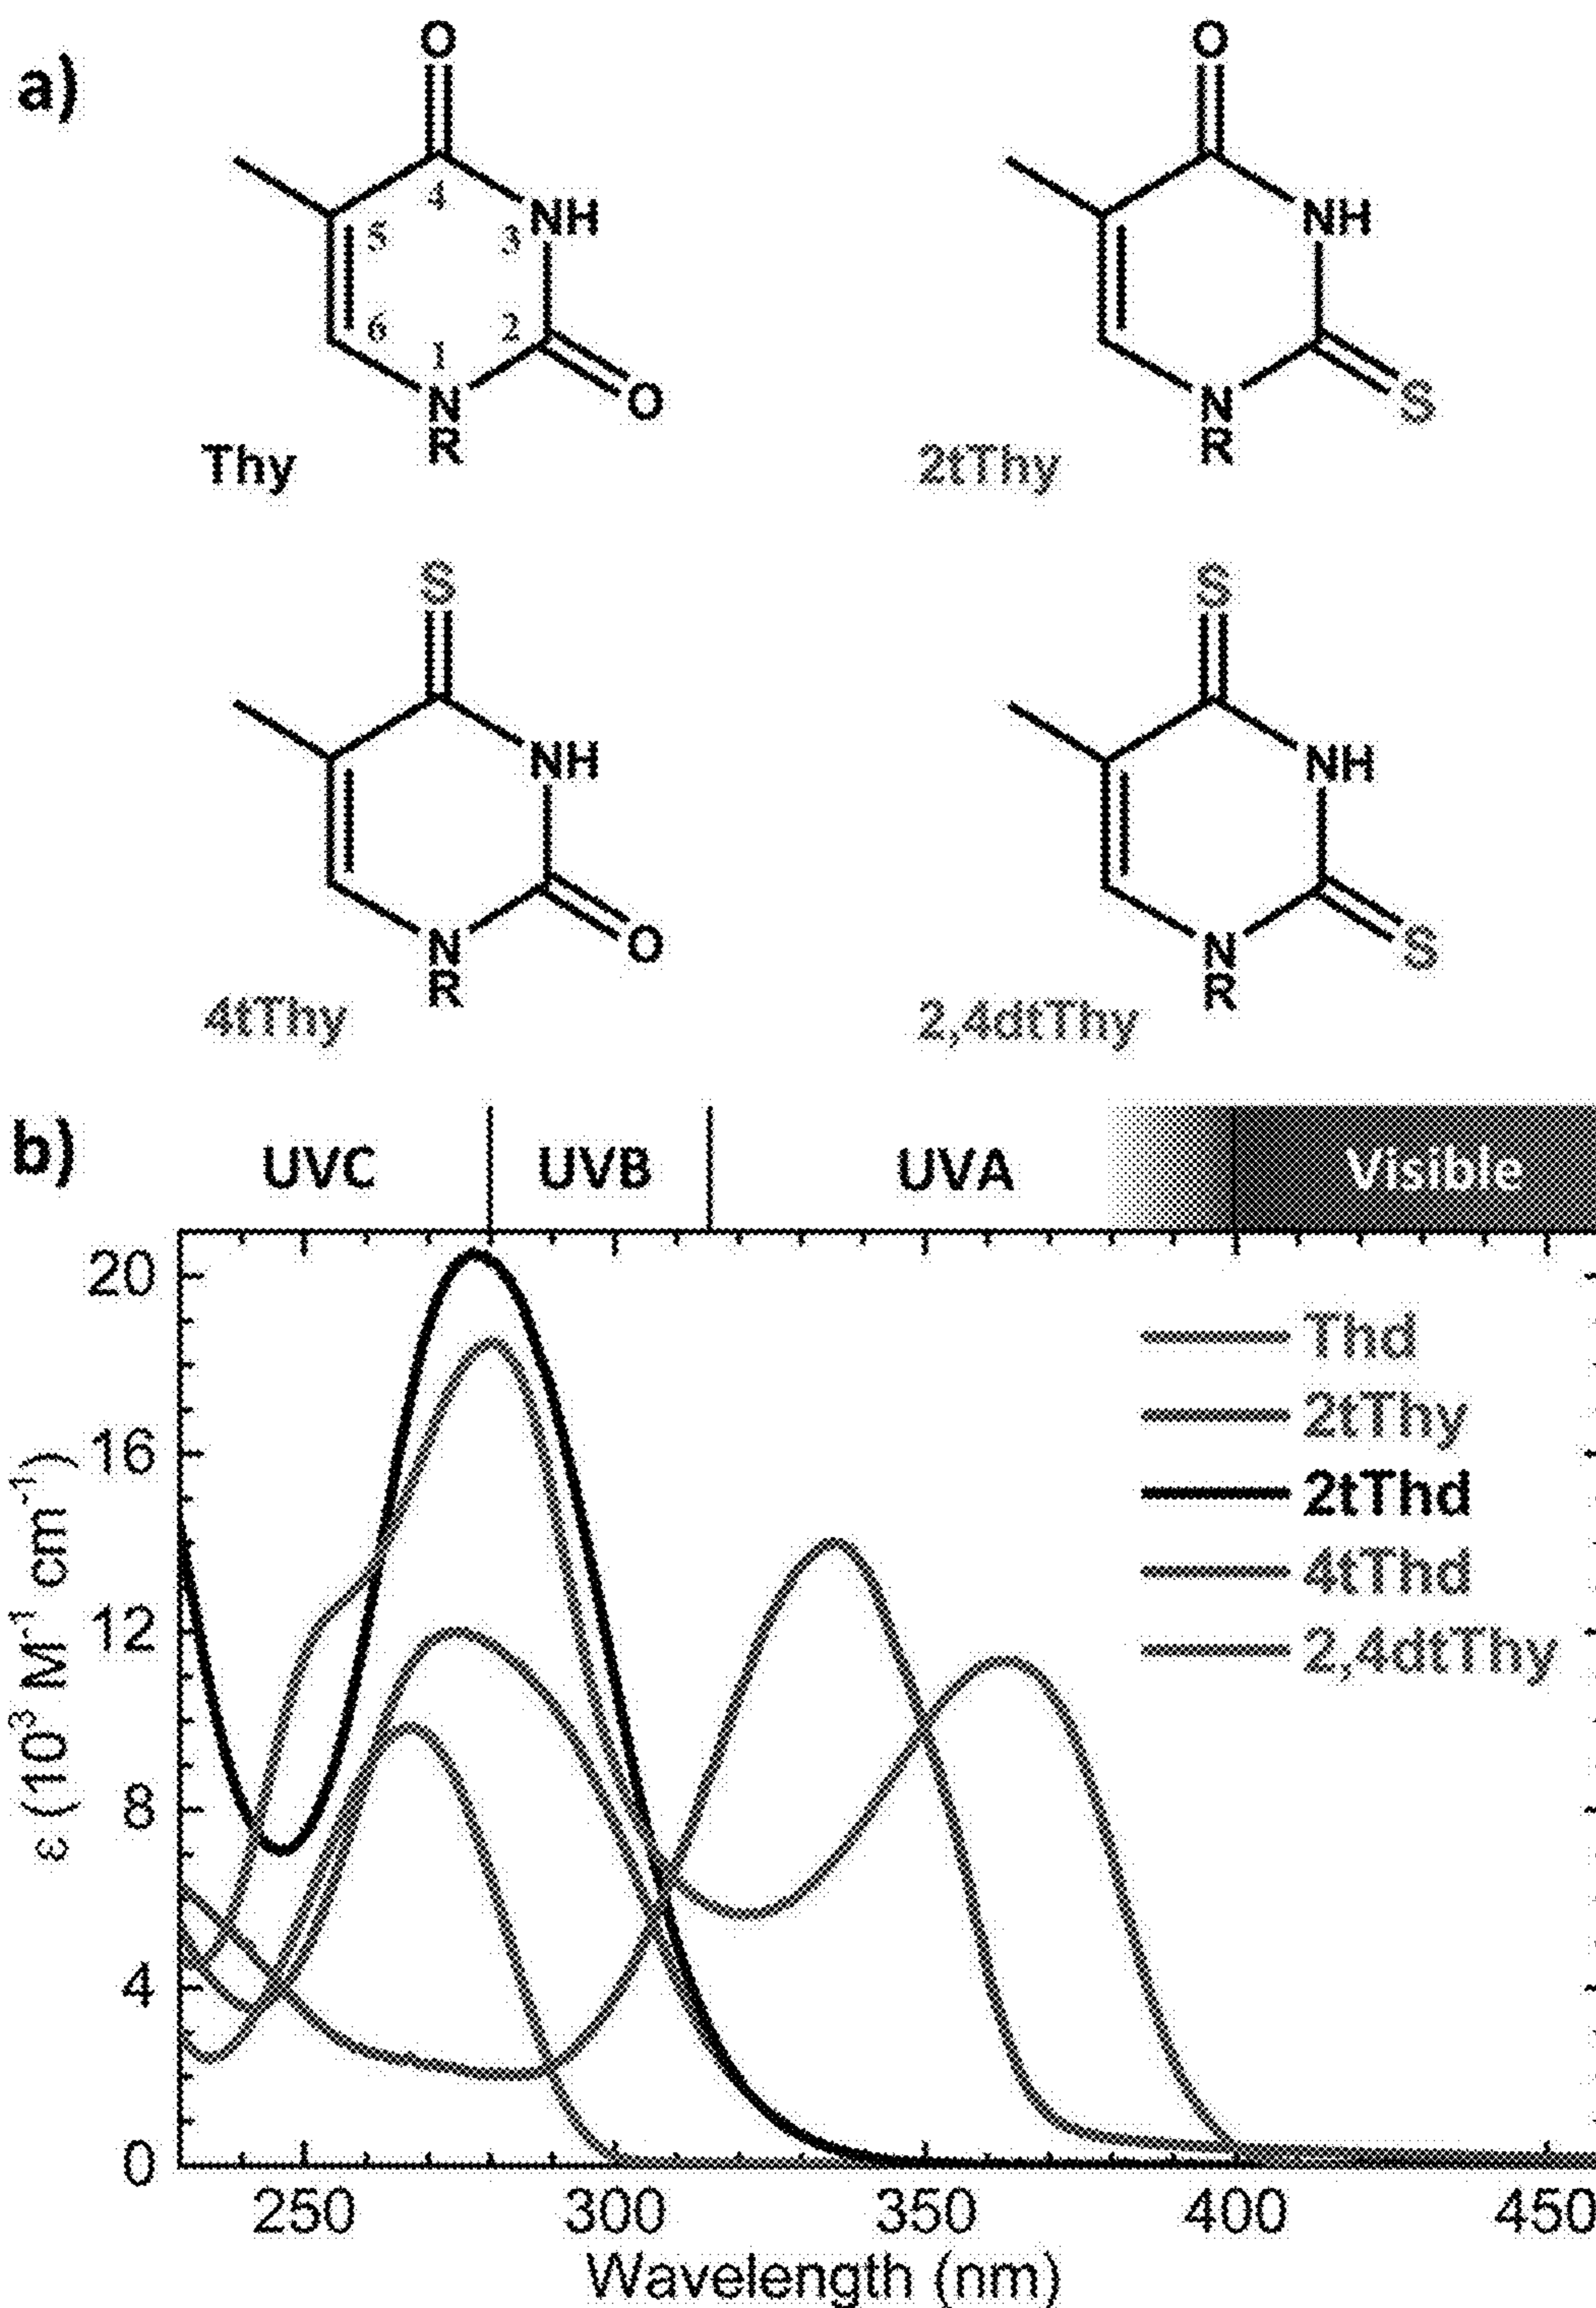 a)
O
4
5
NH
3
6
2
1
N
R
O
Thy
O
NH
N
R
S
2tThy
S
NH
N
R
O
4tThy
S
NH
N
R
S
2,4dtThy
b)
UVC
UVB
UVA
Visible
20
16
12
8
4
0
ε (10³ M⁻¹ cm⁻¹)
Thd
2tThy
2tThd
4tThd
2,4dtThy
250
300
350
400
450
Wavelength (nm)